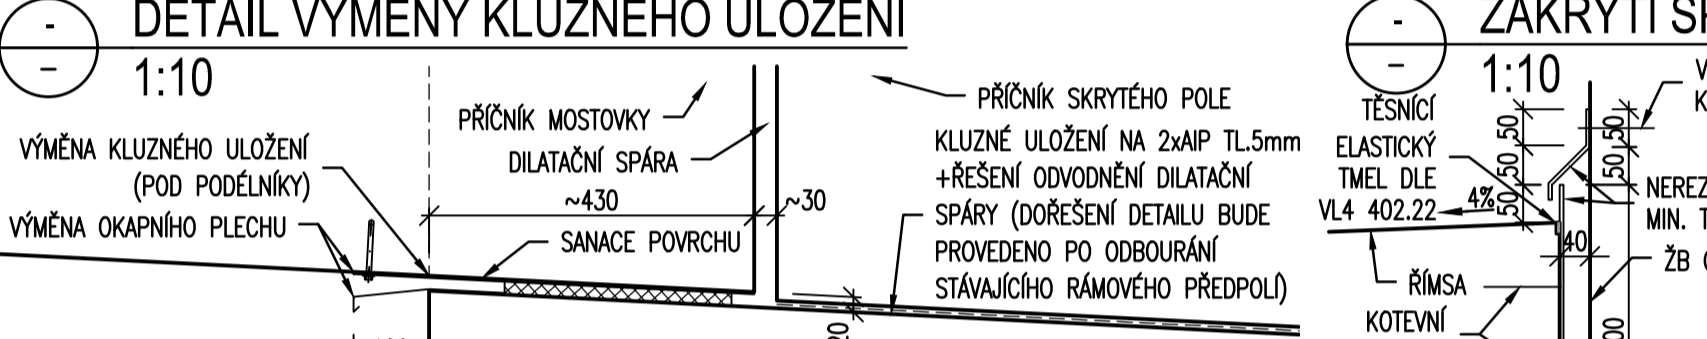 DETAIL VÝMĚNY KLUZNÉHO ULOŽENÍ
1:10
PŘÍČNÍK MOSTOVKY
DILATAČNÍ SPÁRA
VÝMĚNA KLUZNÉHO ULOŽENÍ
(POD PODÉLNÍKY)
VÝMĚNA OKAPNÍHO PLECHU
~430
~30
SANACE POVRCHU
PŘÍČNÍK SKRYTÉHO POLE
KLUZNÉ ULOŽENÍ NA 2xAIP TL.5mm
+ŘEŠENÍ ODVODNĚNÍ DILATAČNÍ
SPÁRY (DOŘEŠENÍ DETAILU BUDE
PROVEDENO PO ODBOURÁNÍ
STÁVAJÍCÍHO RÁMOVÉHO PŘEDPOLÍ)
ZAKRYTÍ
1:10
TĚSNÍCÍ
ELASTICKÝ
TMEL DLE
VL4 402.22
4%
50
50
50
50
50
40
NEREZ
MIN.
ŽB
ŘÍMSA
KOTEVNÍ